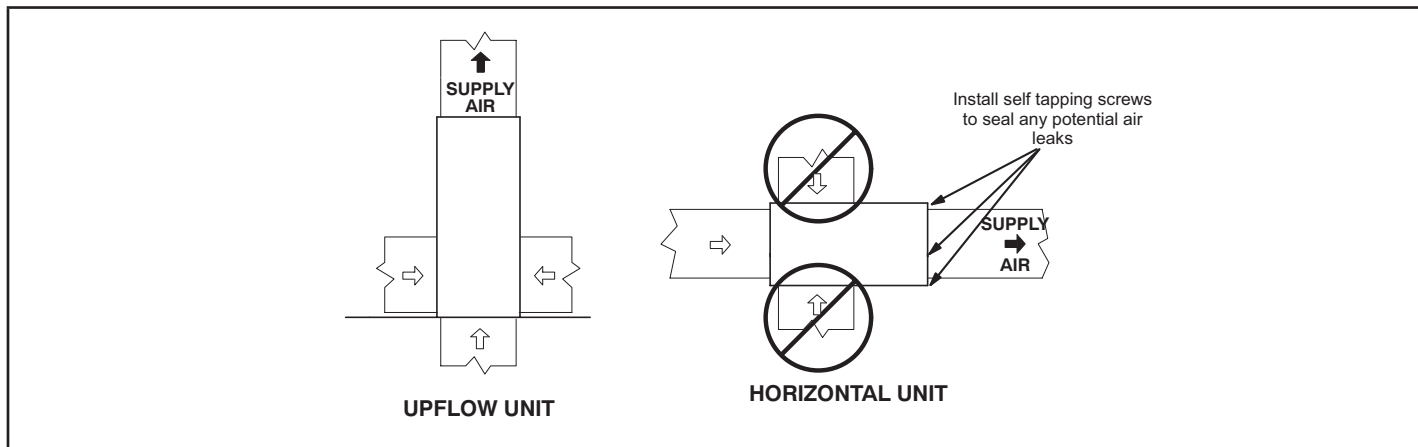 SUPPLY
AIR
UPFLOW UNIT
Install self tapping screws
to seal any potential air
leaks
SUPPLY
AIR
HORIZONTAL UNIT